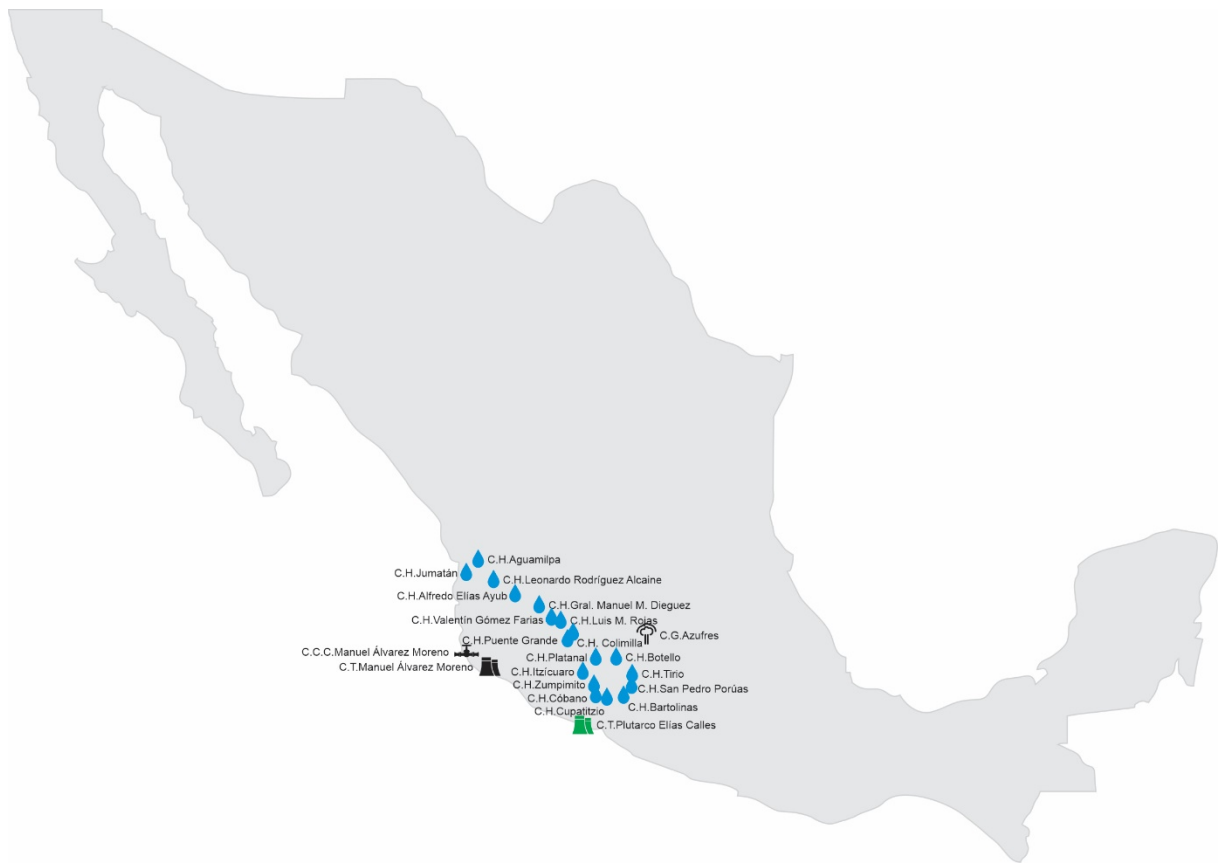 C.H.Aguamilpa
C.H.Jumatán
C.H.Leonardo Rodríguez Alcaine
C.H.Alfredo Elías Ayub
C.H.Gral. Manuel M. Dieguez
C.H.Valentín Gómez Farias
C.H.Luis M. Rojas
C.G.Azufres
C.H.Puente Grande
C.H. Colimilla
C.C.C.Manuel Álvarez Moreno
C.H.Platanal
C.H.Botello
C.T.Manuel Álvarez Moreno
C.H.Itzícuaro
C.H.Tirio
C.H.Zumpimito
C.H.San Pedro Porúas
C.H.Cóbano
C.H.Bartolinas
C.H.Cupatitzio
C.T.Plutarco Elías Calles